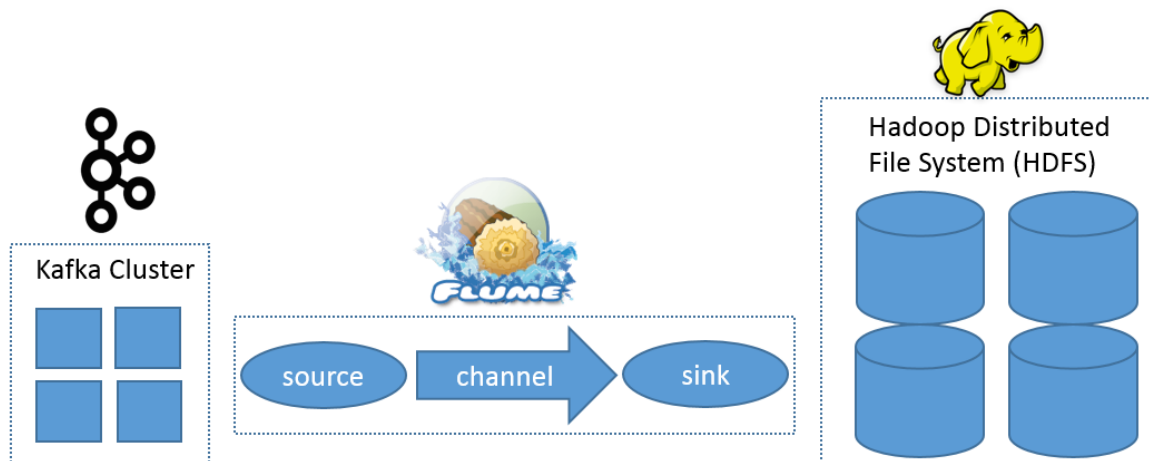 Hadoop Distributed
File System (HDFS)
Kafka Cluster
FLUME
source
channel
sink